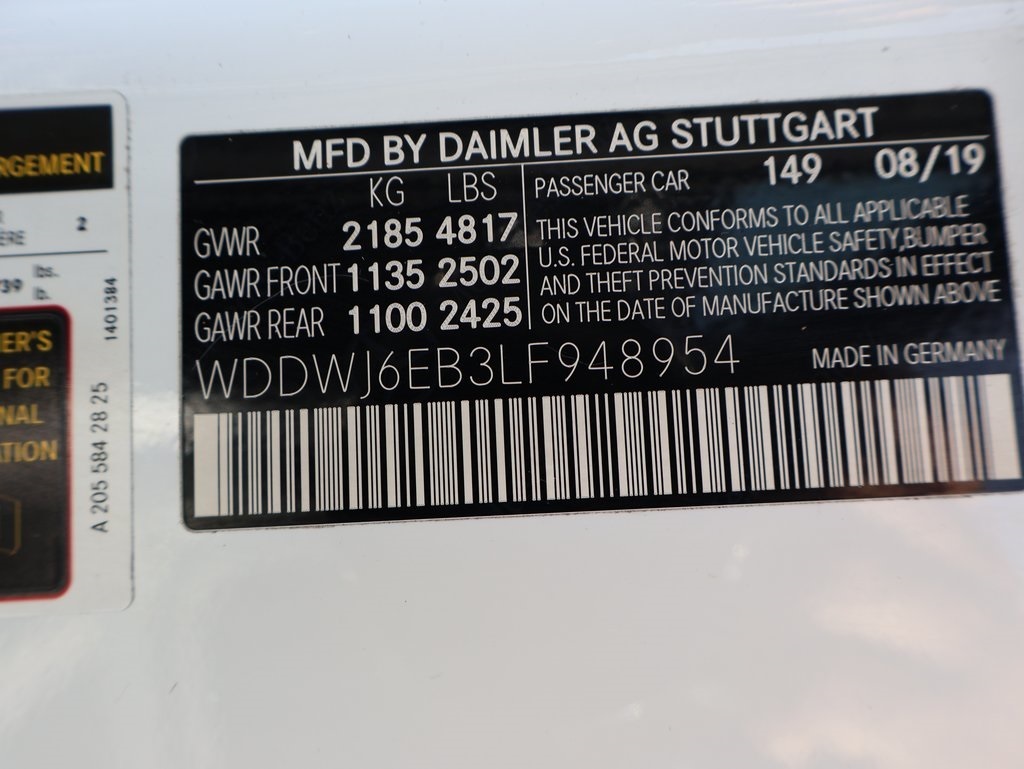 MFD BY DAIMLER AG STUTTGART
KG LBS
GVWR 2185 4817
GAWR FRONT 1135 2502
GAWR REAR 1100 2425
PASSENGER CAR 149 08/19
THIS VEHICLE CONFORMS TO ALL APPLICABLE
U.S. FEDERAL MOTOR VEHICLE SAFETY,BUMPER
AND THEFT PREVENTION STANDARDS IN EFFECT
ON THE DATE OF MANUFACTURE SHOWN ABOVE
WDDWJ6EB3LF948954
MADE IN GERMANY
RGEMENT
2
ERE
lbs.
39
lb.
ER'S
FOR
NAL
TION
A 205 584 28 25
1401384